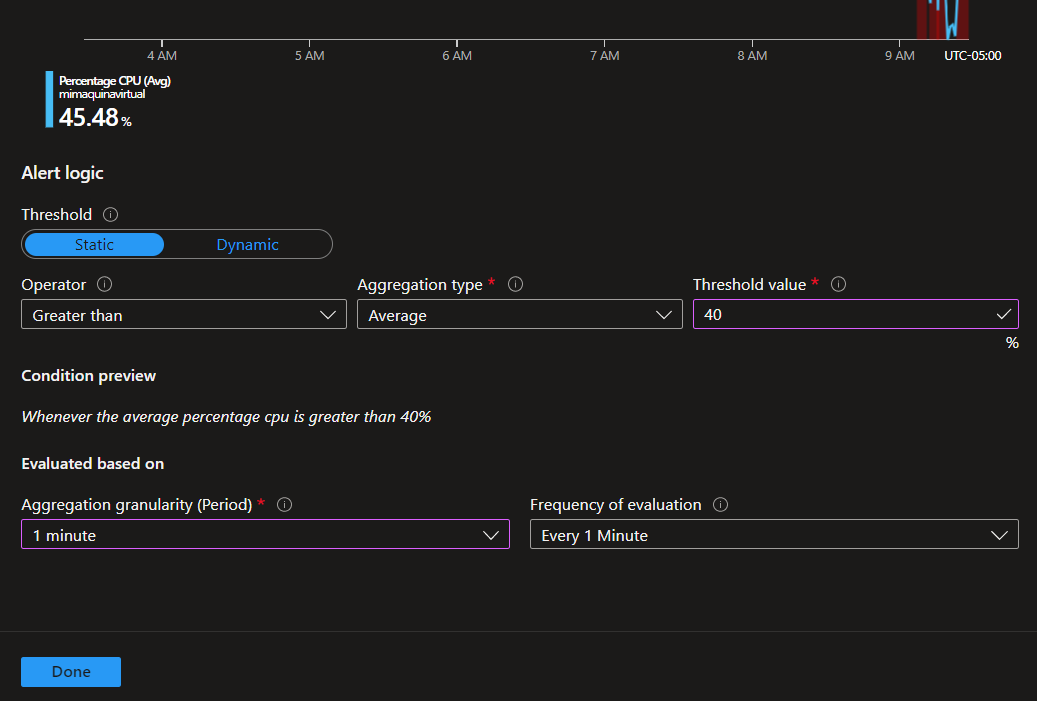 4 AM 5 AM 6 AM 7 AM 8 AM 9 AM UTC-05:00
Percentage CPU (Avg)
mimaquinavirtual
45.48 %
Alert logic
Threshold
Static Dynamic
Operator Aggregation type * Threshold value *
Greater than Average 40
%
Condition preview
Whenever the average percentage cpu is greater than 40%
Evaluated based on
Aggregation granularity (Period) * Frequency of evaluation
1 minute Every 1 Minute
Done